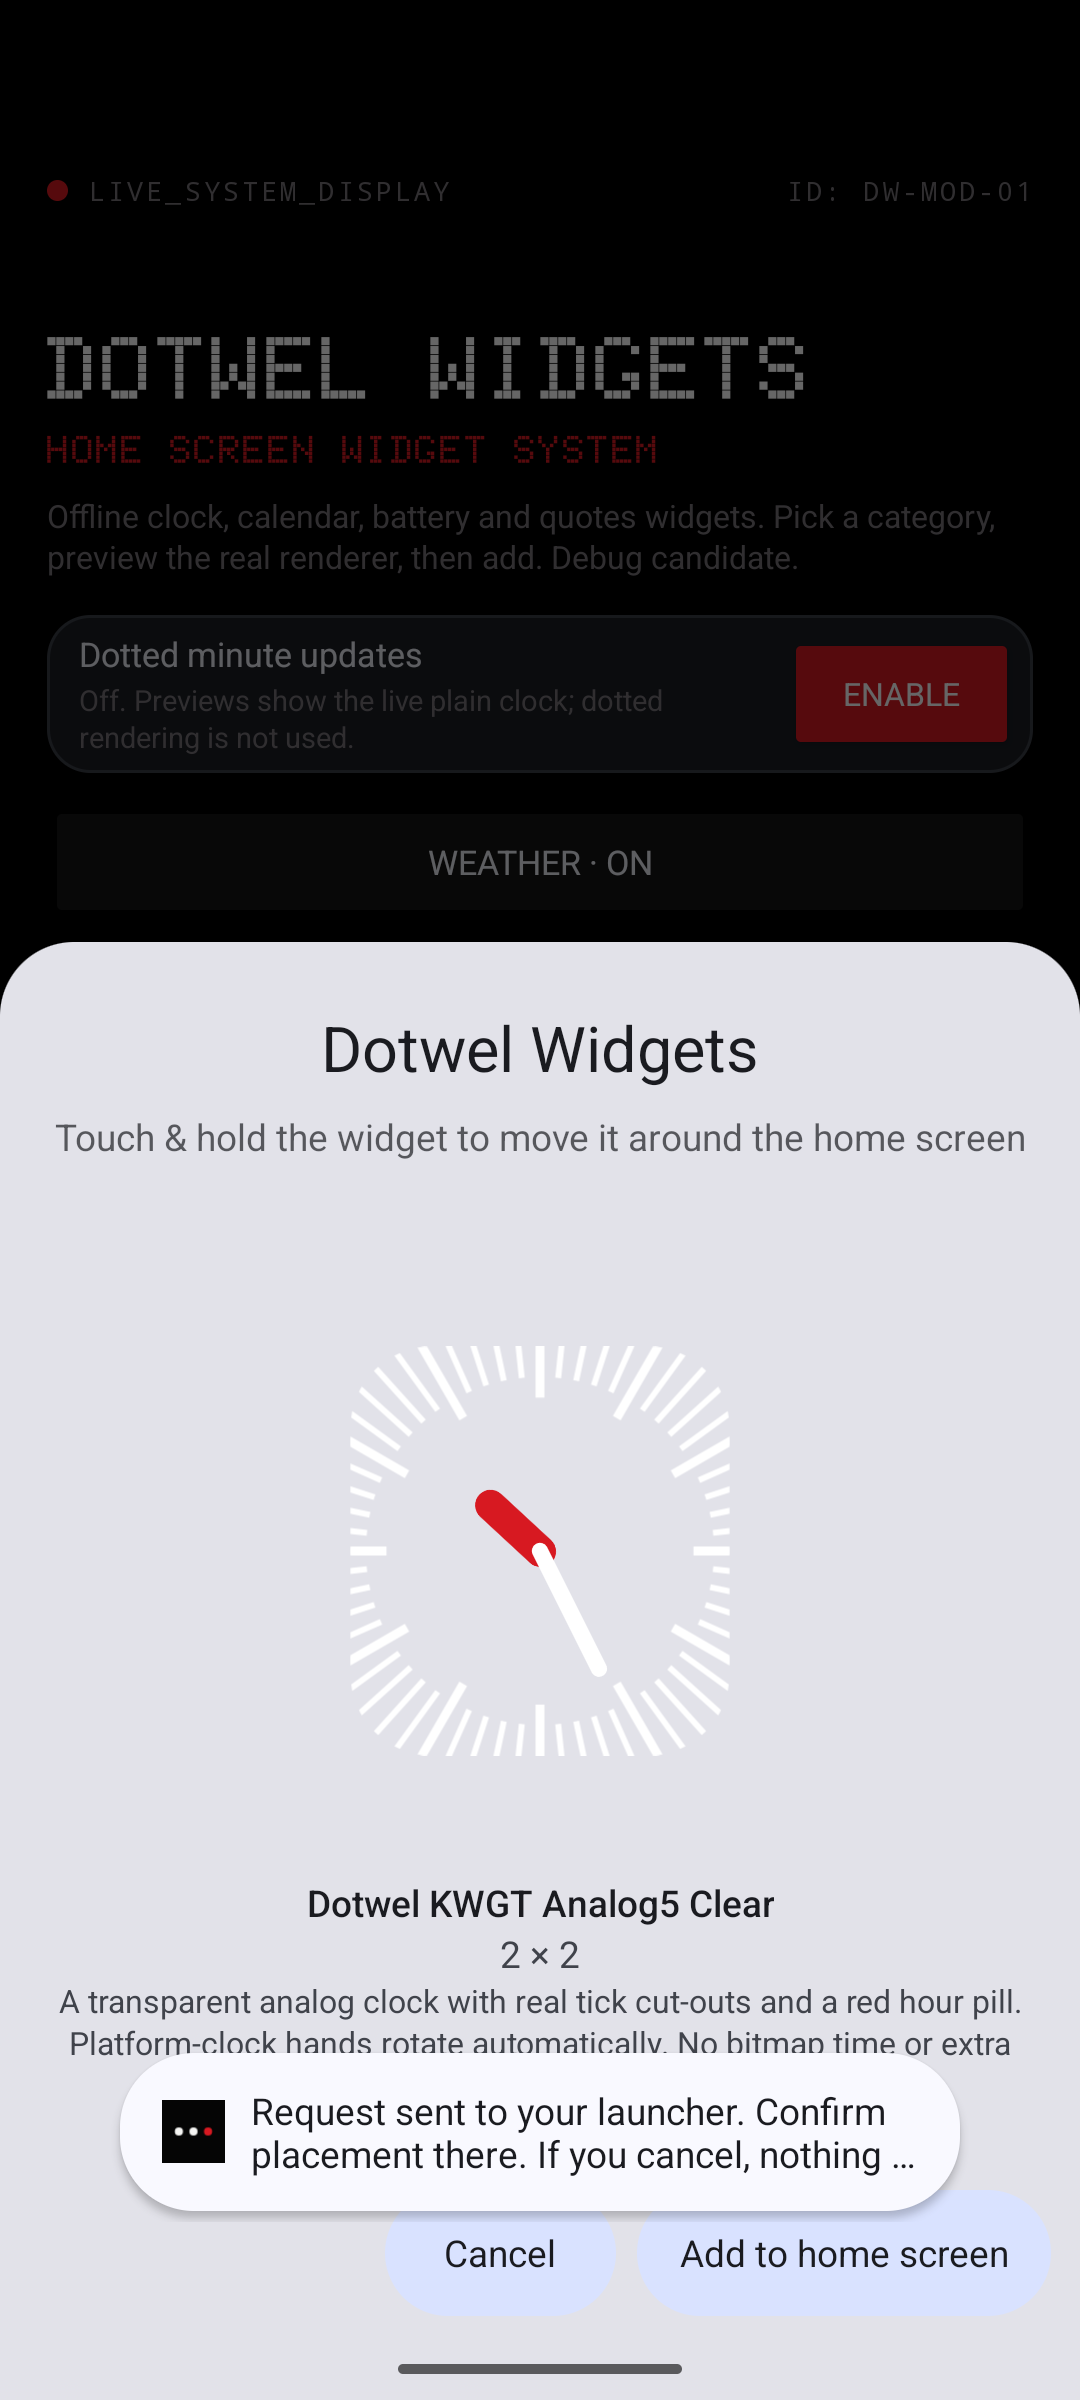 LIVE_SYSTEM_DISPLAY
ID: DW-MOD-01
DOTWEL WIDGETS
HOME SCREEN WIDGET SYSTEM
Offline clock, calendar, battery and quotes widgets. Pick a category,
preview the real renderer, then add. Debug candidate.
Dotted minute updates
Off. Previews show the live plain clock; dotted
rendering is not used.
ENABLE
WEATHER · ON
Dotwel Widgets
Touch & hold the widget to move it around the home screen
Dotwel KWGT Analog5 Clear
2 × 2
A transparent analog clock with real tick cut-outs and a red hour pill.
Platform-clock hands rotate automatically. No bitmap time or extra
Request sent to your launcher. Confirm
placement there. If you cancel, nothing ...
Cancel
Add to home screen